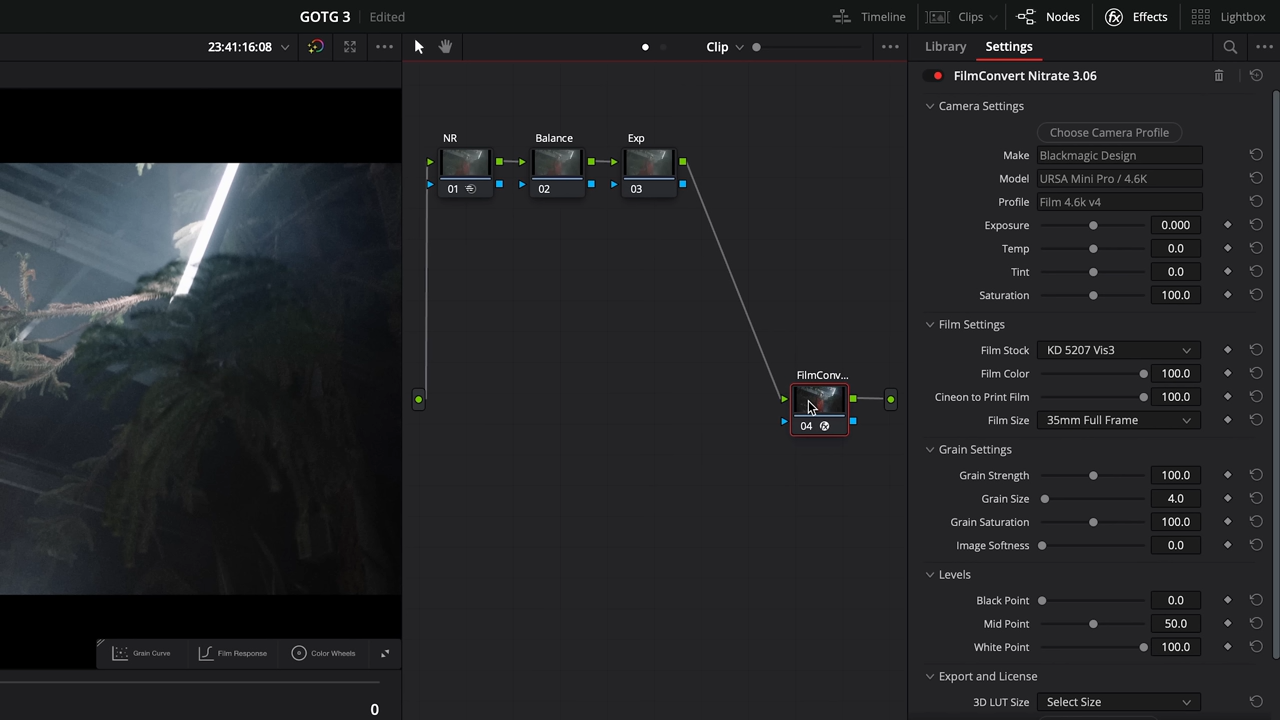 GOTG 3 Edited
Timeline Clips Nodes Effects Lightbox
23:41:16:08 Clip Library Settings
FilmConvert Nitrate 3.06
Camera Settings
Choose Camera Profile
Make Blackmagic Design
Model URSA Mini Pro / 4.6K
Profile Film 4.6k v4
Exposure 0.000
Temp 0.0
Tint 0.0
Saturation 100.0
NR Balance Exp
01 02 03
Film Settings
Film Stock KD 5207 Vis3
Film Color 100.0
Cineon to Print Film 100.0
Film Size 35mm Full Frame
FilmConv...
04
Grain Settings
Grain Strength 100.0
Grain Size 4.0
Grain Saturation 100.0
Image Softness 0.0
Levels
Black Point 0.0
Mid Point 50.0
White Point 100.0
Grain Curve Film Response Color Wheels
Export and License
3D LUT Size Select Size
0